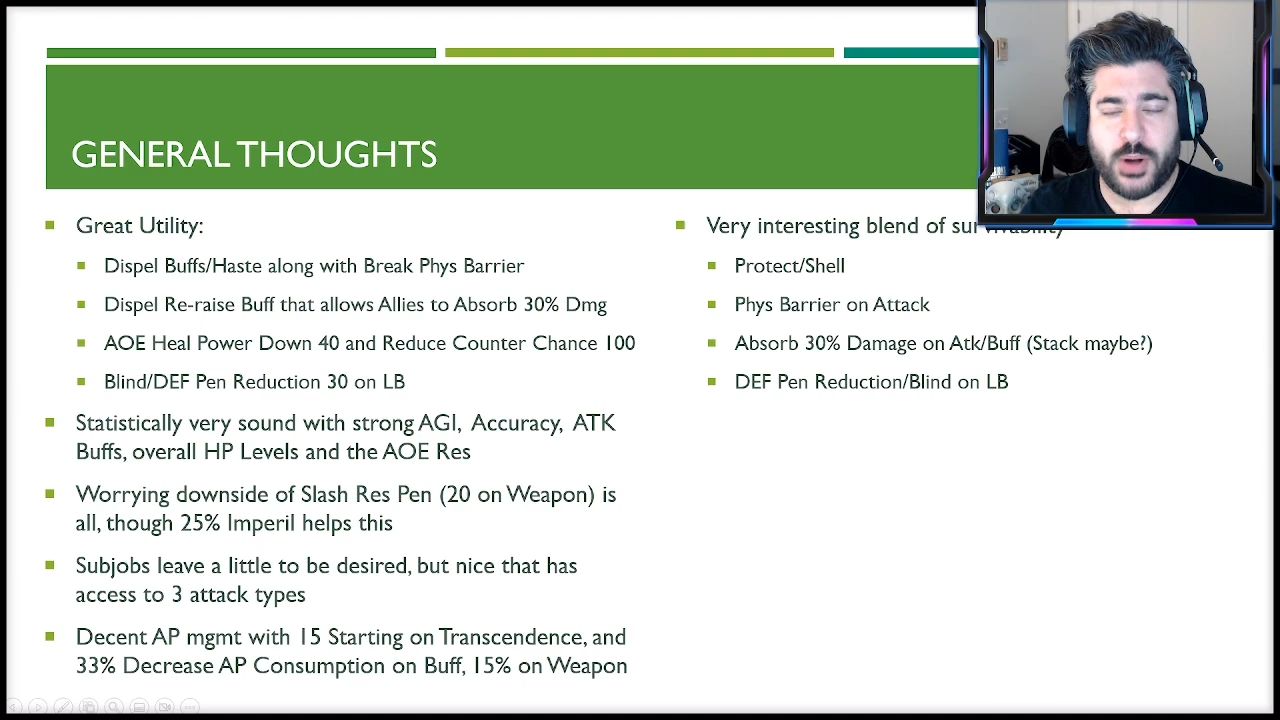 GENERAL THOUGHTS
Great Utility:
Dispel Buffs/Haste along with Break Phys Barrier
Dispel Re-raise Buff that allows Allies to Absorb 30% Dmg
AOE Heal Power Down 40 and Reduce Counter Chance 100
Blind/DEF Pen Reduction 30 on LB
Statistically very sound with strong AGI, Accuracy, ATK
Buffs, overall HP Levels and the AOE Res
Worrying downside of Slash Res Pen (20 on Weapon) is
all, though 25% Imperil helps this
Subjobs leave a little to be desired, but nice that has
access to 3 attack types
Decent AP mgmt with 15 Starting on Transcendence, and
33% Decrease AP Consumption on Buff, 15% on Weapon
Very interesting blend of survivability
Protect/Shell
Phys Barrier on Attack
Absorb 30% Damage on Atk/Buff (Stack maybe?)
DEF Pen Reduction/Blind on LB